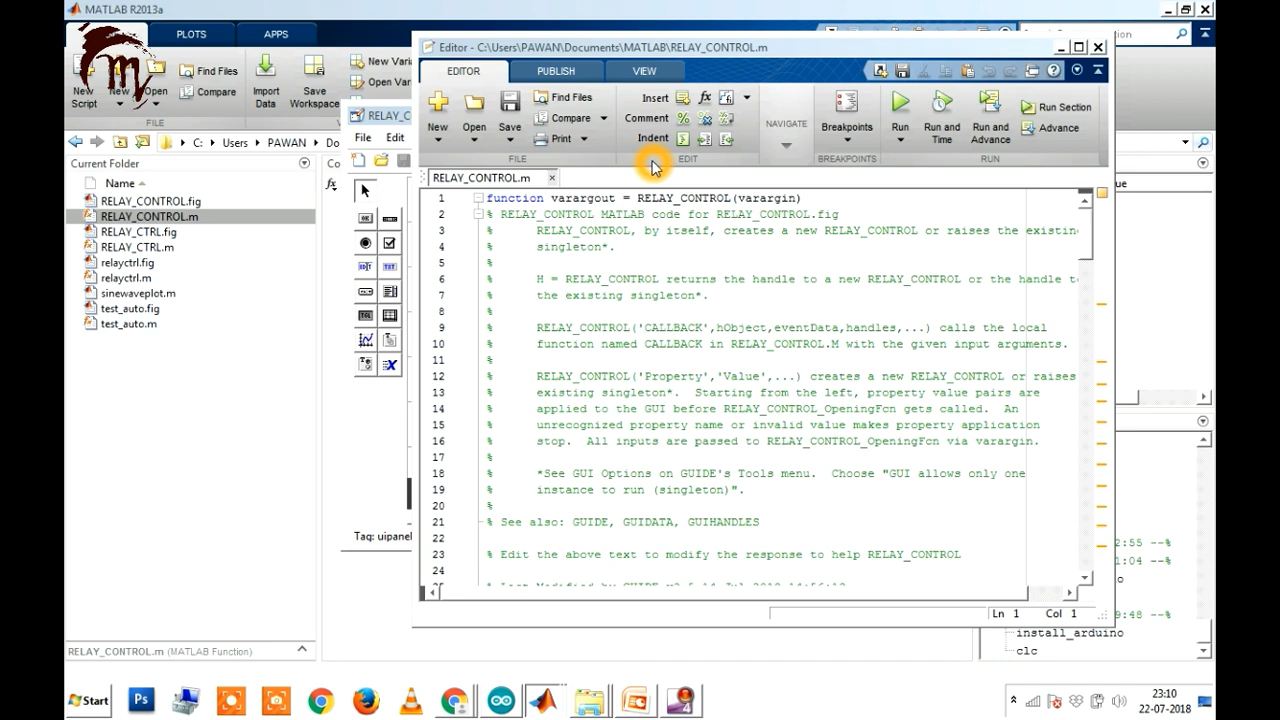 MATLAB R2013a
PLOTS
APPS
New Script
New
Open
Find Files
Compare
Import Data
Save Workspace
New Vari
Open Vari
FILE
C:
Users
PAWAN
Do
Current Folder
Name
RELAY_CONTROL.fig
RELAY_CONTROL.m
RELAY_CTRL.fig
RELAY_CTRL.m
relayctrl.fig
relayctrl.m
sinewaveplot.m
test_auto.fig
test_auto.m
RELAY_CONTROL.m (MATLAB Function)
RELAY_C
File
Edit
Tag: uipanel
Editor - C:\Users\PAWAN\Documents\MATLAB\RELAY_CONTROL.m
EDITOR
PUBLISH
VIEW
New
Open
Save
Find Files
Compare
Print
FILE
Insert
Comment
Indent
EDIT
NAVIGATE
Breakpoints
BREAKPOINTS
Run
Run and Time
Run and Advance
Run Section
Advance
RUN
RELAY_CONTROL.m
1 function varargout = RELAY_CONTROL(varargin)
2 % RELAY_CONTROL MATLAB code for RELAY_CONTROL.fig
3 % RELAY_CONTROL, by itself, creates a new RELAY_CONTROL or raises the existin
4 % singleton*.
5 %
6 % H = RELAY_CONTROL returns the handle to a new RELAY_CONTROL or the handle to
7 % the existing singleton*.
8 %
9 % RELAY_CONTROL('CALLBACK',hObject,eventData,handles,...) calls the local
10 % function named CALLBACK in RELAY_CONTROL.M with the given input arguments.
11 %
12 % RELAY_CONTROL('Property','Value',...) creates a new RELAY_CONTROL or raises
13 % existing singleton*. Starting from the left, property value pairs are
14 % applied to the GUI before RELAY_CONTROL_OpeningFcn gets called. An
15 % unrecognized property name or invalid value makes property application
16 % stop. All inputs are passed to RELAY_CONTROL_OpeningFcn via varargin.
17 %
18 % *See GUI Options on GUIDE's Tools menu. Choose "GUI allows only one
19 % instance to run (singleton)".
20 %
21 % See also: GUIDE, GUIDATA, GUIHANDLES
22
23 % Edit the above text to modify the response to help RELAY_CONTROL
24
Ln 1
Col 1
entation
ue
2:55 --%
1:04 --%
o
9:48 --%
install_arduino
clc
Start
Ps
23:10
22-07-2018